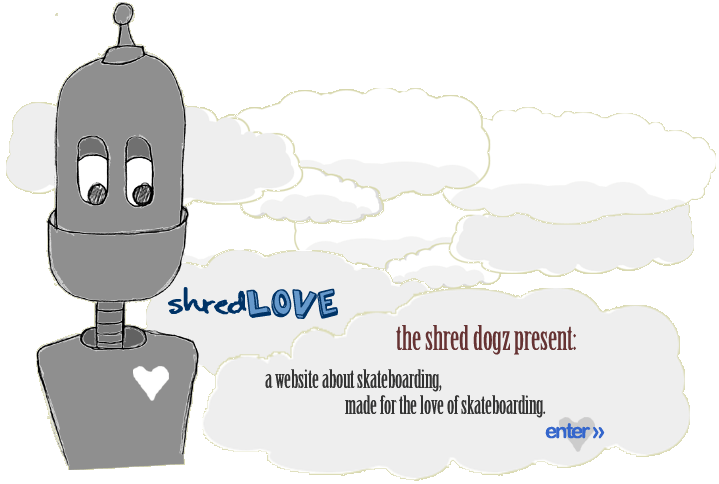 shredLOVE
the shred dogz present:
a website about skateboarding,
made for the love of skateboarding.
enter »